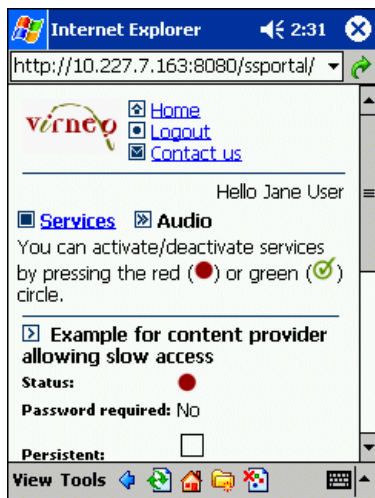 Internet Explorer 2:31
http://10.227.7.163:8080/ssportal/
virneo
Home
Logout
Contact us
Hello Jane User
Services Audio
You can activate/deactivate services
by pressing the red ( ) or green ( )
circle.
Example for content provider
allowing slow access
Status:
Password required: No
Persistent:
View Tools